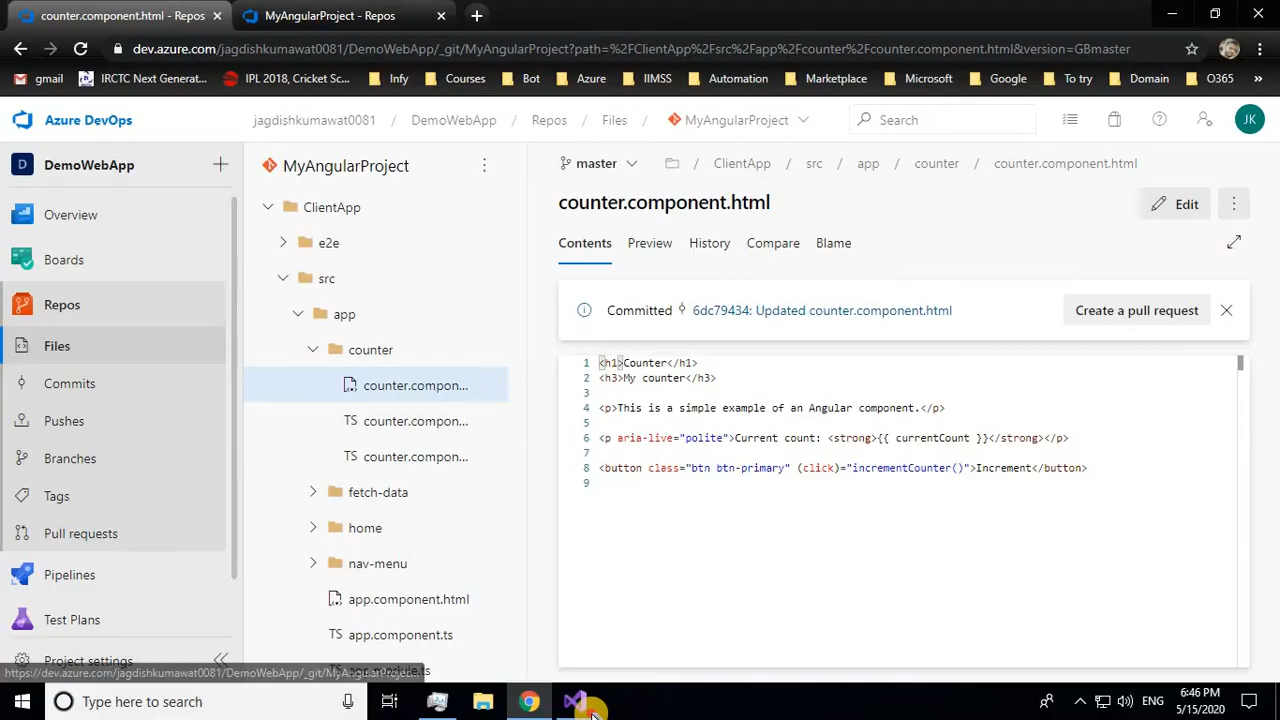 counter.component.html - Repos
MyAngularProject - Repos
dev.azure.com/jagdishkumawat0081/DemoWebApp/_git/MyAngularProject?path=%2FClientApp%2Fsrc%2Fapp%2Fcounter%2Fcounter.component.html&version=GBmaster
gmail
IRCTC Next Generat...
IPL 2018, Cricket Sc...
Infy
Courses
Bot
Azure
IIMSS
Automation
Marketplace
Microsoft
Google
To try
Domain
O365
»
Azure DevOps
jagdishkumawat0081 / DemoWebApp / Repos / Files / MyAngularProject
Search
JK
D DemoWebApp
Overview
Boards
Repos
Files
Commits
Pushes
Branches
Tags
Pull requests
Pipelines
Test Plans
Project settings
MyAngularProject
ClientApp
e2e
src
app
counter
counter.compon...
TS counter.compon...
TS counter.compon...
fetch-data
home
nav-menu
app.component.html
TS app.component.ts
master / ClientApp / src / app / counter / counter.component.html
counter.component.html
Edit
Contents
Preview
History
Compare
Blame
Committed 6dc79434: Updated counter.component.html
Create a pull request
1 <h1>Counter</h1>
2 <h3>My counter</h3>
3
4 <p>This is a simple example of an Angular component.</p>
5
6 <p aria-live="polite">Current count: <strong>{{ currentCount }}</strong></p>
7
8 <button class="btn btn-primary" (click)="incrementCounter()">Increment</button>
9
https://dev.azure.com/jagdishkumawat0081/DemoWebApp/_git/MyAngularProject?...
Type here to search
ENG
6:46 PM
5/15/2020